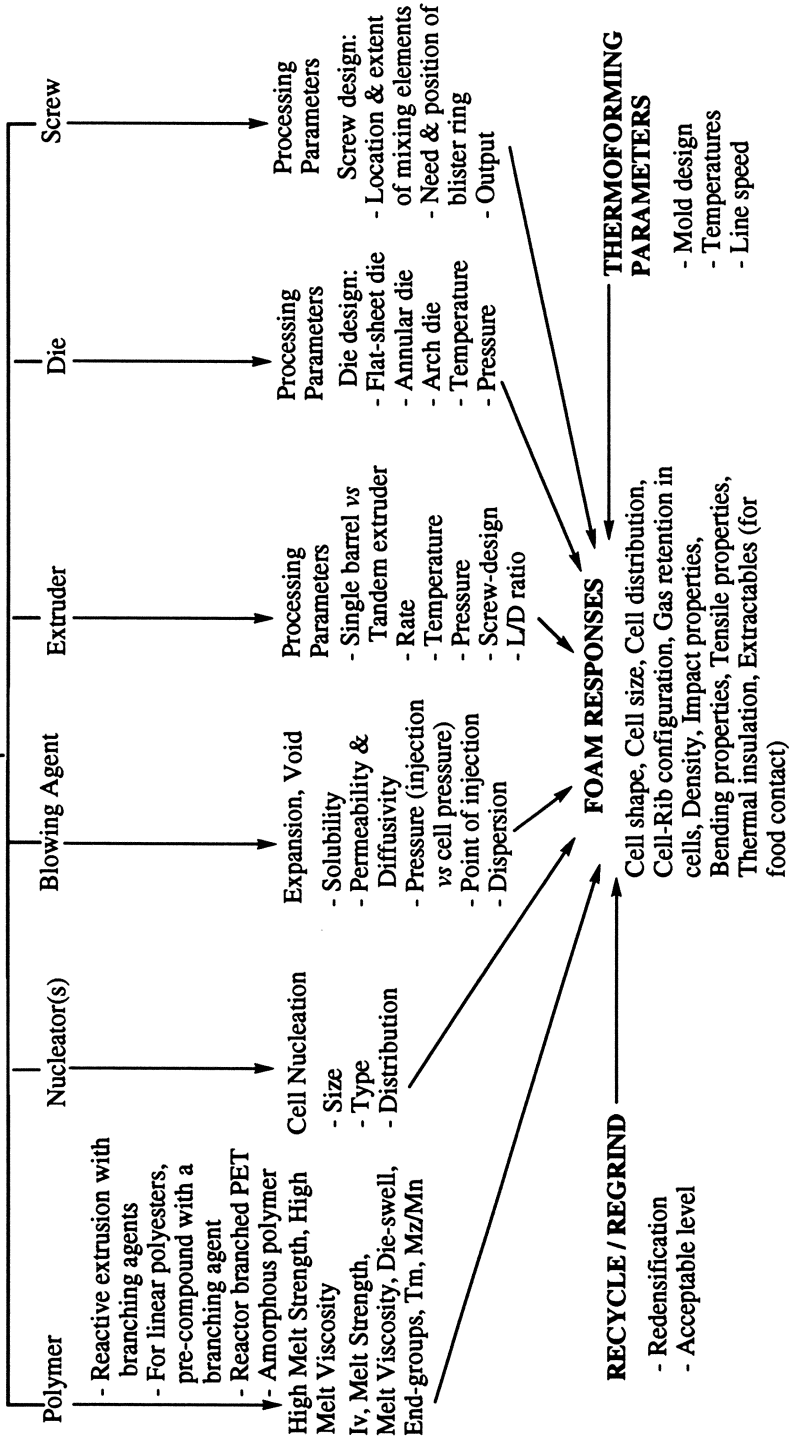 Polymer
- Reactive extrusion with
branching agents
- For linear polyesters,
pre-compound with a
branching agent
- Reactor branched PET
- Amorphous polymer
High Melt Strength, High
Melt Viscosity
Iv, Melt Strength,
Melt Viscosity, Die-swell,
End-groups, Tm, Mz/Mn
Nucleator(s)
Cell Nucleation
- Size
- Type
- Distribution
Blowing Agent
Expansion, Void
- Solubility
- Permeability &
Diffusivity
- Pressure (injection
vs cell pressure)
- Point of injection
- Dispersion
Extruder
Processing
Parameters
- Single barrel vs
Tandem extruder
- Rate
- Temperature
- Pressure
- Screw-design
- L/D ratio
Die
Processing
Parameters
Die design:
- Flat-sheet die
- Annular die
- Arch die
- Temperature
- Pressure
Screw
Processing
Parameters
Screw design:
- Location & extent
of mixing elements
- Need & position of
blister ring
- Output
RECYCLE / REGRIND
- Redensification
- Acceptable level
FOAM RESPONSES
Cell shape, Cell size, Cell distribution,
Cell-Rib configuration, Gas retention in
cells, Density, Impact properties,
Bending properties, Tensile properties,
Thermal insulation, Extractables (for
food contact)
THERMOFORMING
PARAMETERS
- Mold design
- Temperatures
- Line speed